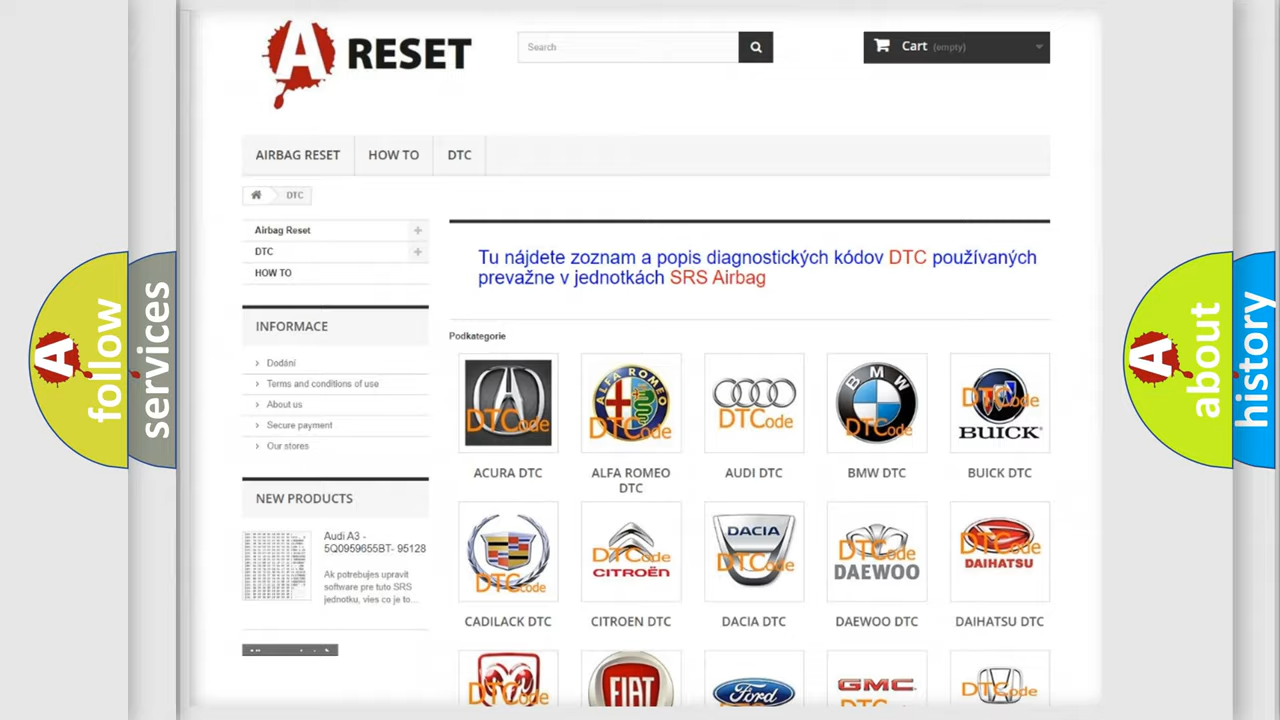 A RESET
Search
Cart (empty)
AIRBAG RESET
HOW TO
DTC
DTC
Airbag Reset
DTC
HOW TO
INFORMACE
Dodání
Terms and conditions of use
About us
Secure payment
Our stores
NEW PRODUCTS
Audi A3 -
5Q0959655BT- 95128
Ak potrebujes upravit
software pre tuto SRS
jednotku, vies co je to...
Tu nájdete zoznam a popis diagnostických kódov DTC používaných
prevažne v jednotkách SRS Airbag
Podkategorie
DTCode
ALFA ROMEO
DTCode
DTCode
BMW
DTCode
DTCode
BUICK
ACURA DTC
ALFA ROMEO
DTC
AUDI DTC
BMW DTC
BUICK DTC
DTCode
DTCode
CITROËN
DACIA
DTCode
DTCode
DAEWOO
DTCode
DAIHATSU
CADILACK DTC
CITROEN DTC
DACIA DTC
DAEWOO DTC
DAIHATSU DTC
DTCode
FIAT
Ford
GMC
DTCode
A follow
services
A about
history